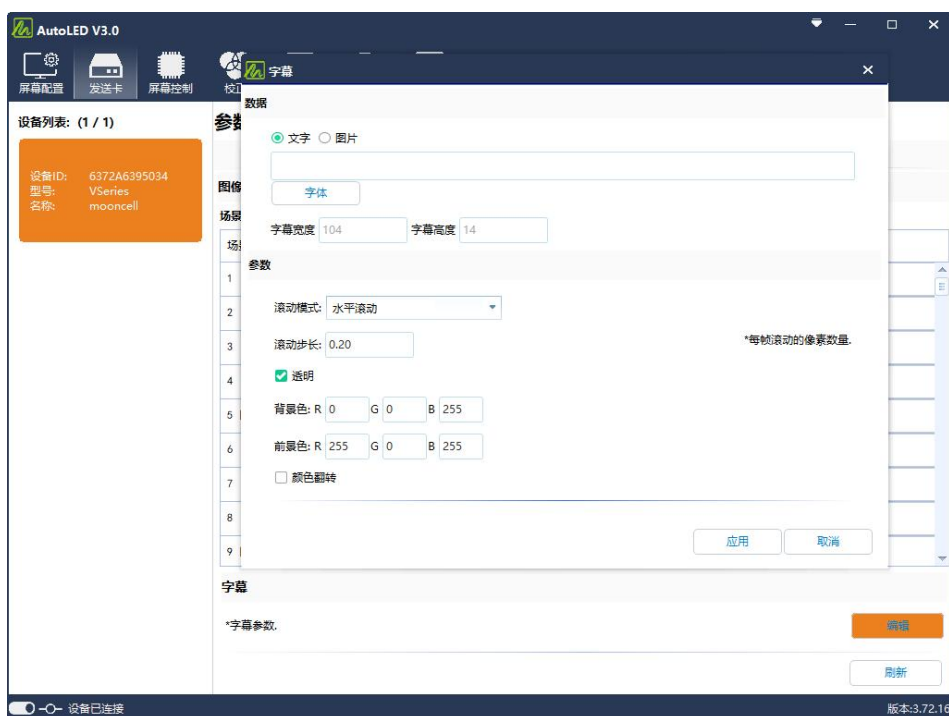 AutoLED V3.0
屏幕配置 发送卡 屏幕控制
设备列表: (1 / 1)
设备ID: 6372A6395034
型号: VSeries
名称: mooncell
场景
1
2
3
4
5
6
7
8
9
字幕
数据
文字 图片
字体
字幕宽度 104 字幕高度 14
参数
滚动模式: 水平滚动
滚动步长: 0.20 *每帧滚动的像素数量.
透明
背景色: R 0 G 0 B 255
前景色: R 255 G 0 B 255
颜色翻转
应用 取消
字幕
*字幕参数.
编辑
刷新
设备已连接 版本:3.72.16